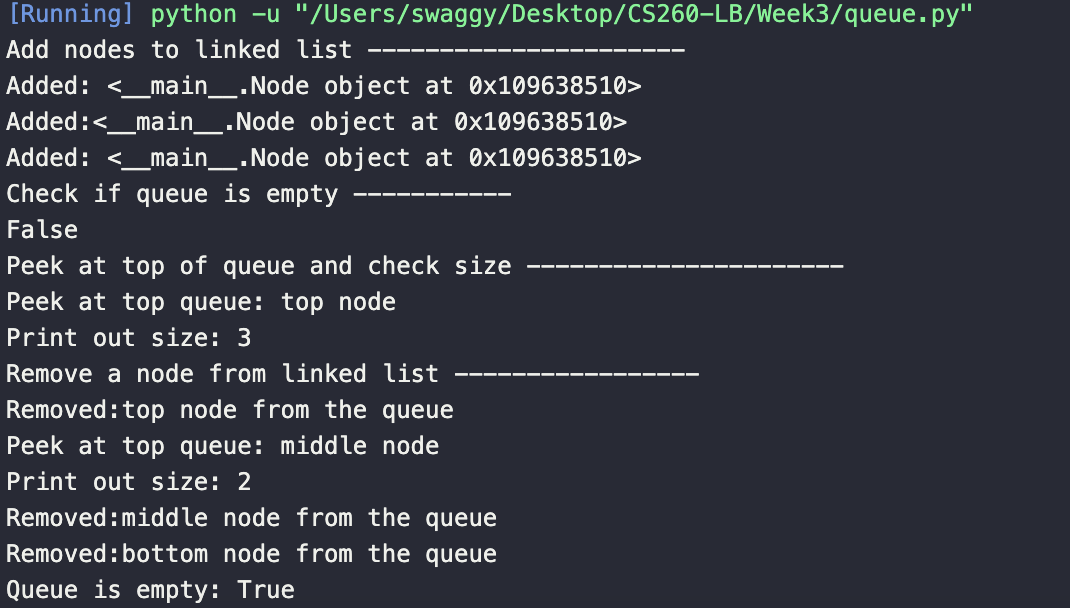 [Running] python -u "/Users/swaggy/Desktop/CS260-LB/Week3/queue.py"
Add nodes to linked list ----------------------
Added: <__main__.Node object at 0x109638510>
Added:<__main__.Node object at 0x109638510>
Added: <__main__.Node object at 0x109638510>
Check if queue is empty -----------
False
Peek at top of queue and check size ----------------------
Peek at top queue: top node
Print out size: 3
Remove a node from linked list -----------------
Removed:top node from the queue
Peek at top queue: middle node
Print out size: 2
Removed:middle node from the queue
Removed:bottom node from the queue
Queue is empty: True